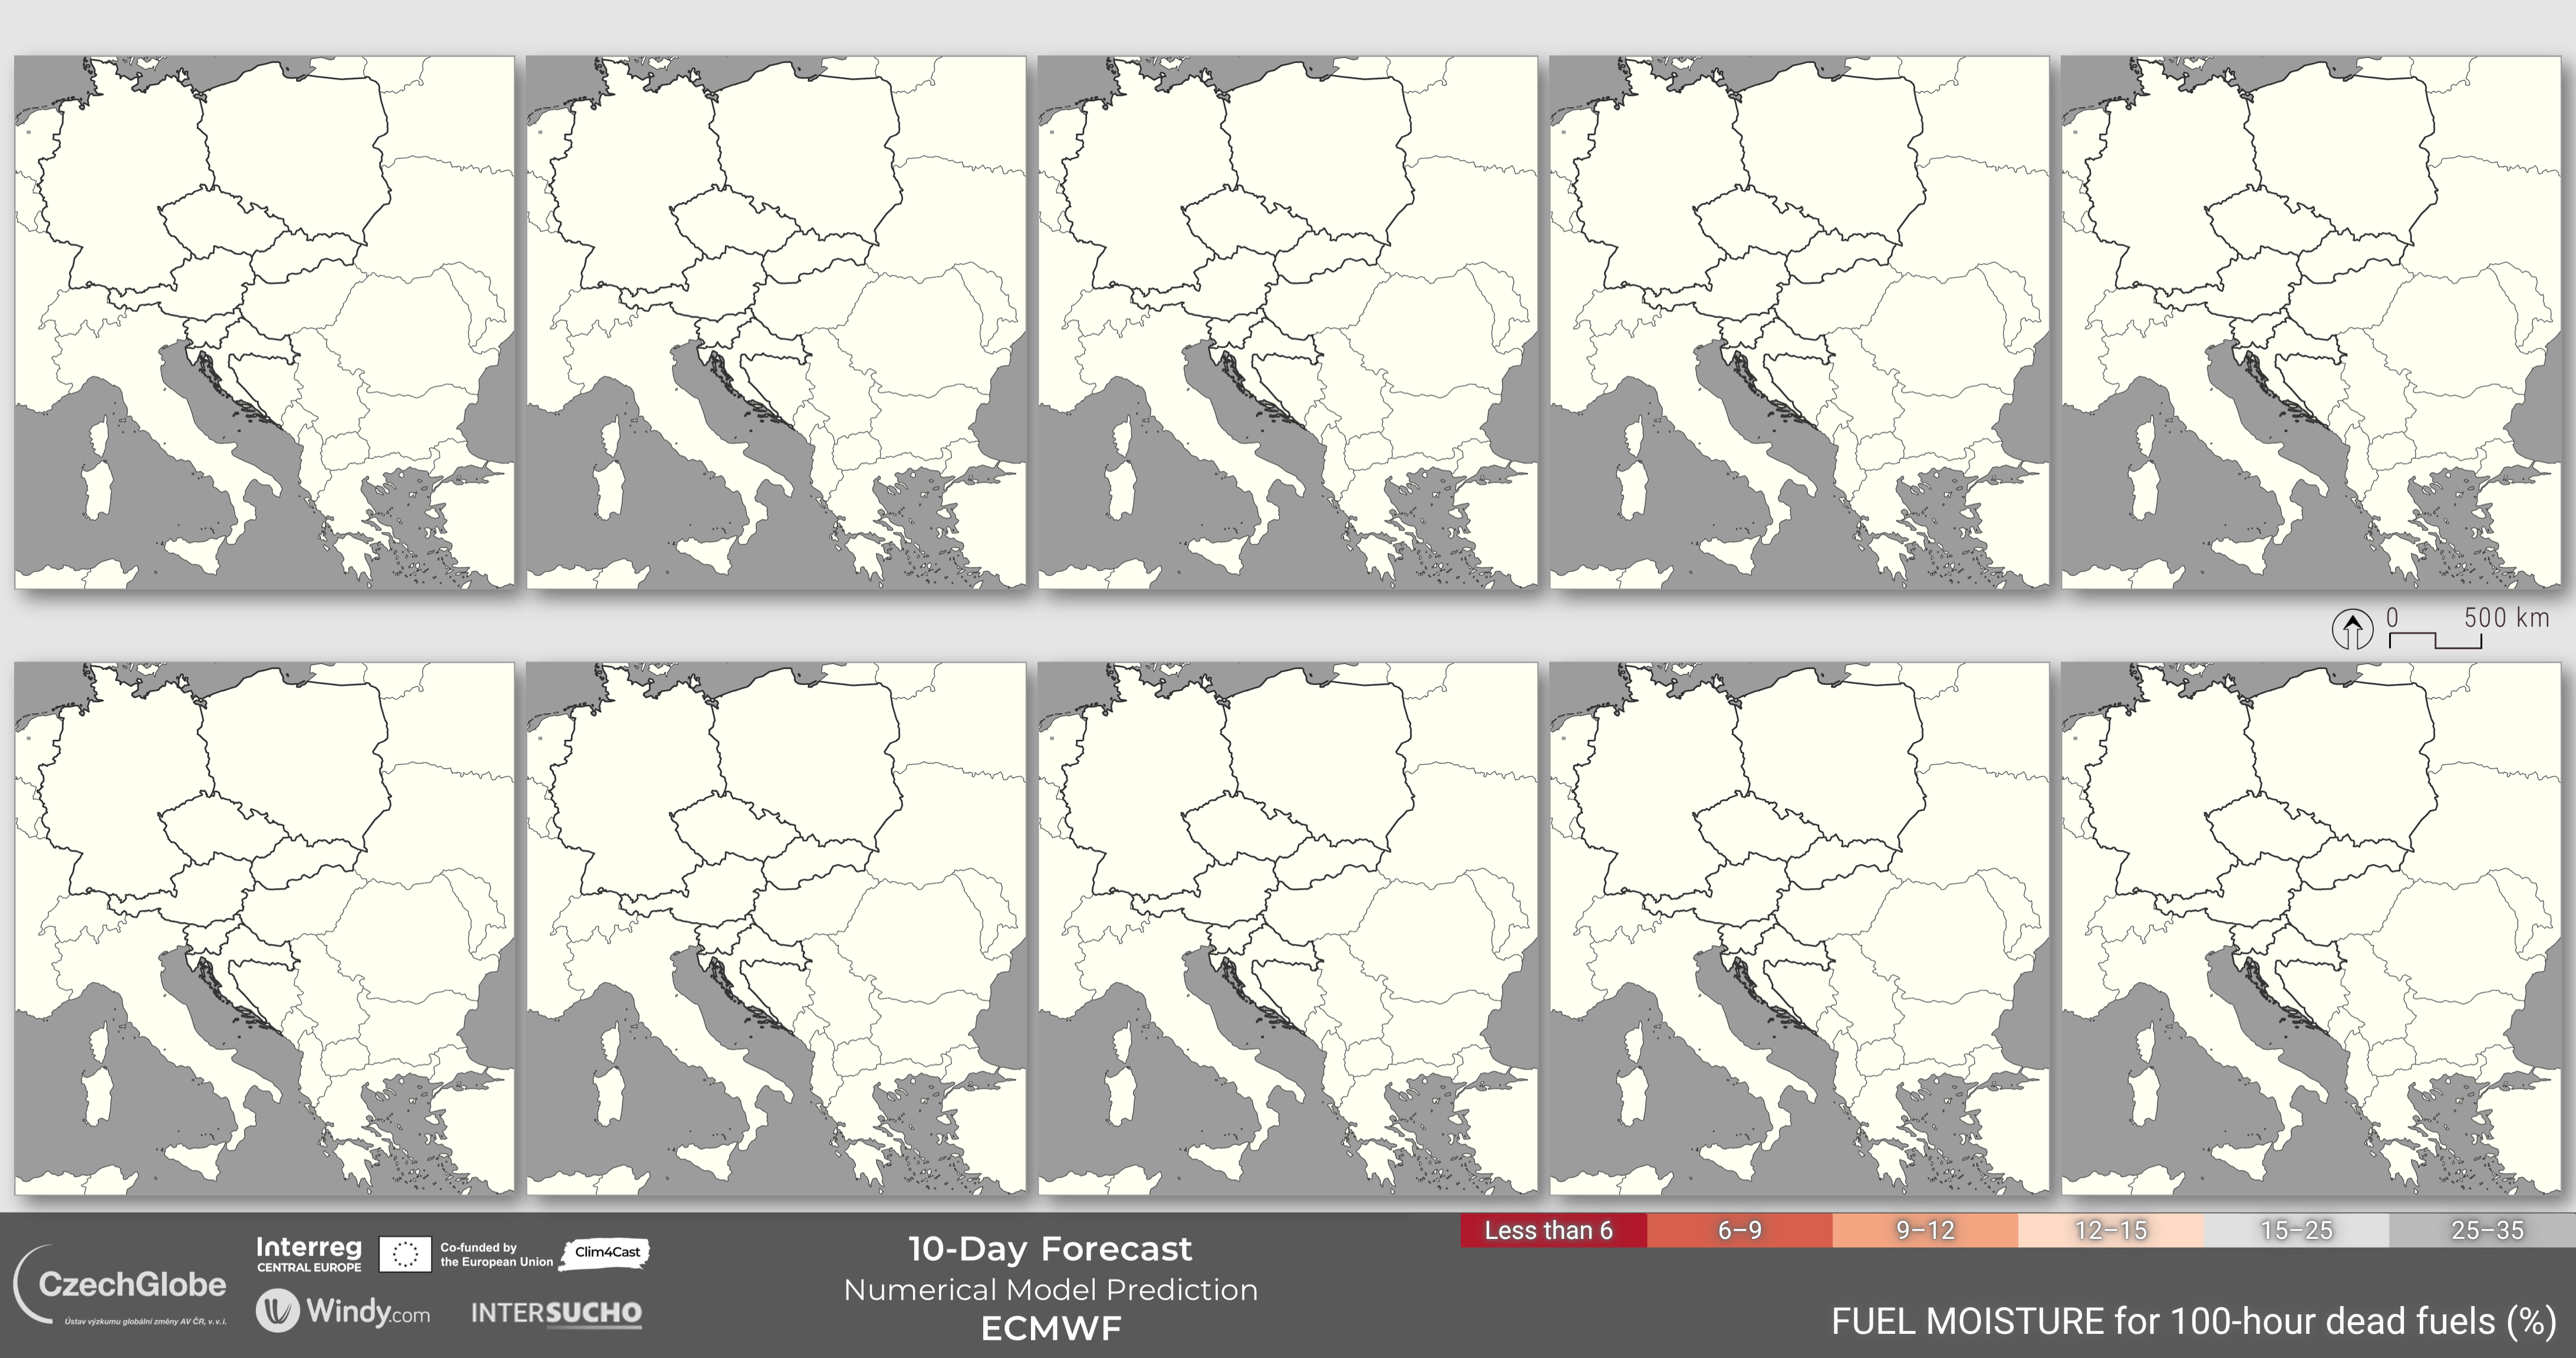 0 500 km
Less than 6 6–9 9–12 12–15 15–25 25–35
Interreg
CENTRAL EUROPE
Co-funded by
the European Union
Clim4Cast
CzechGlobe
Ústav výzkumu globální změny AV ČR, v. v. i.
Windy.com
INTERSUCHO
10-Day Forecast
Numerical Model Prediction
ECMWF
FUEL MOISTURE for 100-hour dead fuels (%)